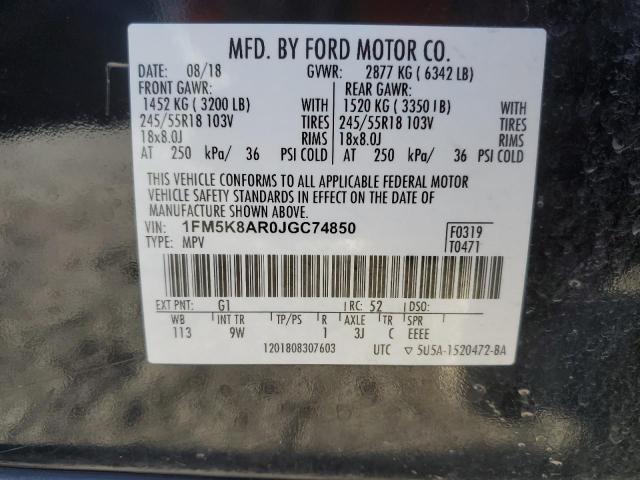 MFD. BY FORD MOTOR CO.
DATE: 08/18 GVWR: 2877 KG ( 6342 LB)
FRONT GAWR: REAR GAWR:
1452 KG ( 3200 LB) WITH 1520 KG ( 3350 lB) WITH
245/55R18 103V TIRES 245/55R18 103V TIRES
18x8.0J RIMS 18x8.0J RIMS
AT 250 kPa/ 36 PSI COLD AT 250 kPa/ 36 PSI COLD
THIS VEHICLE CONFORMS TO ALL APPLICABLE FEDERAL MOTOR
VEHICLE SAFETY STANDARDS IN EFFECT ON THE DATE OF
MANUFACTURE SHOWN ABOVE.
VIN: 1FM5K8AR0JGC74850 F0319
TYPE: MPV T0471
EXT PNT: G1 RC: 52 DSO:
WB INT TR TP/PS R AXLE TR SPR
113 9W 1 3J C EEEE
1201808307603 UTC 5U5A-1520472-BA